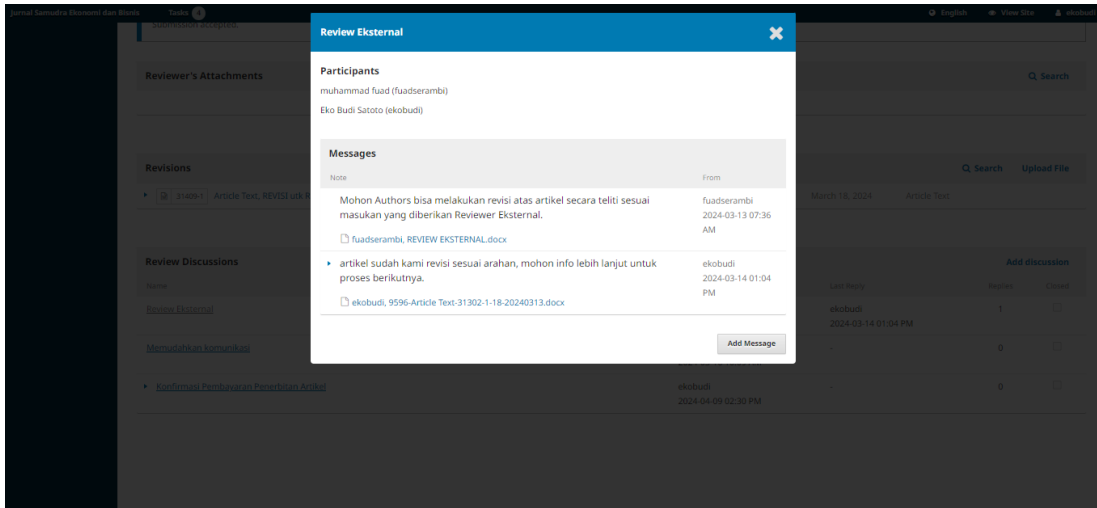 Jurnal Samudra Ekonomi dan Bisnis Tasks English View Site ekobudi
submission accepted.
Review Eksternal
Participants
muhammad fuad (fuadserambi)
Eko Budi Satoto (ekobudi)
Messages
Note From
Mohon Authors bisa melakukan revisi atas artikel secara teliti sesuai
masukan yang diberikan Reviewer Eksternal.
fuadserambi, REVIEW EKSTERNAL.docx
fuadserambi
2024-03-13 07:36
AM
artikel sudah kami revisi sesuai arahan, mohon info lebih lanjut untuk
proses berikutnya.
ekobudi, 9596-Article Text-31302-1-18-20240313.docx
ekobudi
2024-03-14 01:04
PM
Add Message
Reviewer's Attachments Search
Revisions Search Upload File
31409-1 Article Text, REVISI utk March 18, 2024 Article Text
Review Discussions Add discussion
Name Last Reply Replies Closed
Review Eksternal ekobudi 1
2024-03-14 01:04 PM
Memudahkan komunikasi - 0
Konfirmasi Pembayaran Penerbitan Artikel ekobudi - 0
2024-04-09 02:30 PM